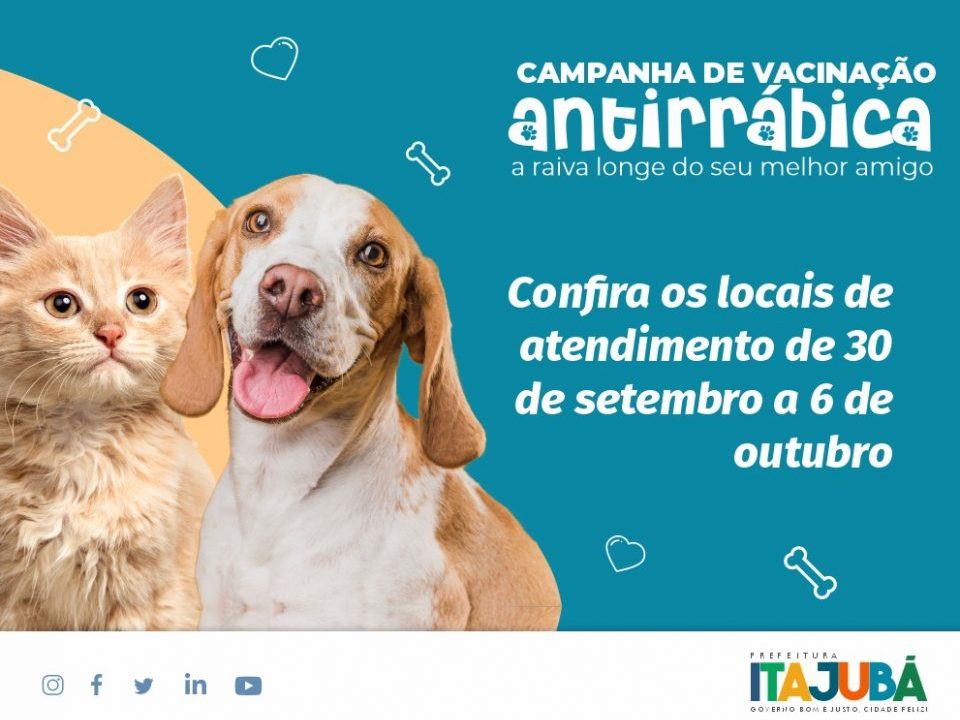 CAMPANHA DE VACINAÇÃO
antirrábica
a raiva longe do seu melhor amigo
Confira os locais de
atendimento de 30
de setembro a 6 de
outubro
PREFEITURA
ITAJUBÁ
GOVERNO BOM E JUSTO, CIDADE FELIZ!